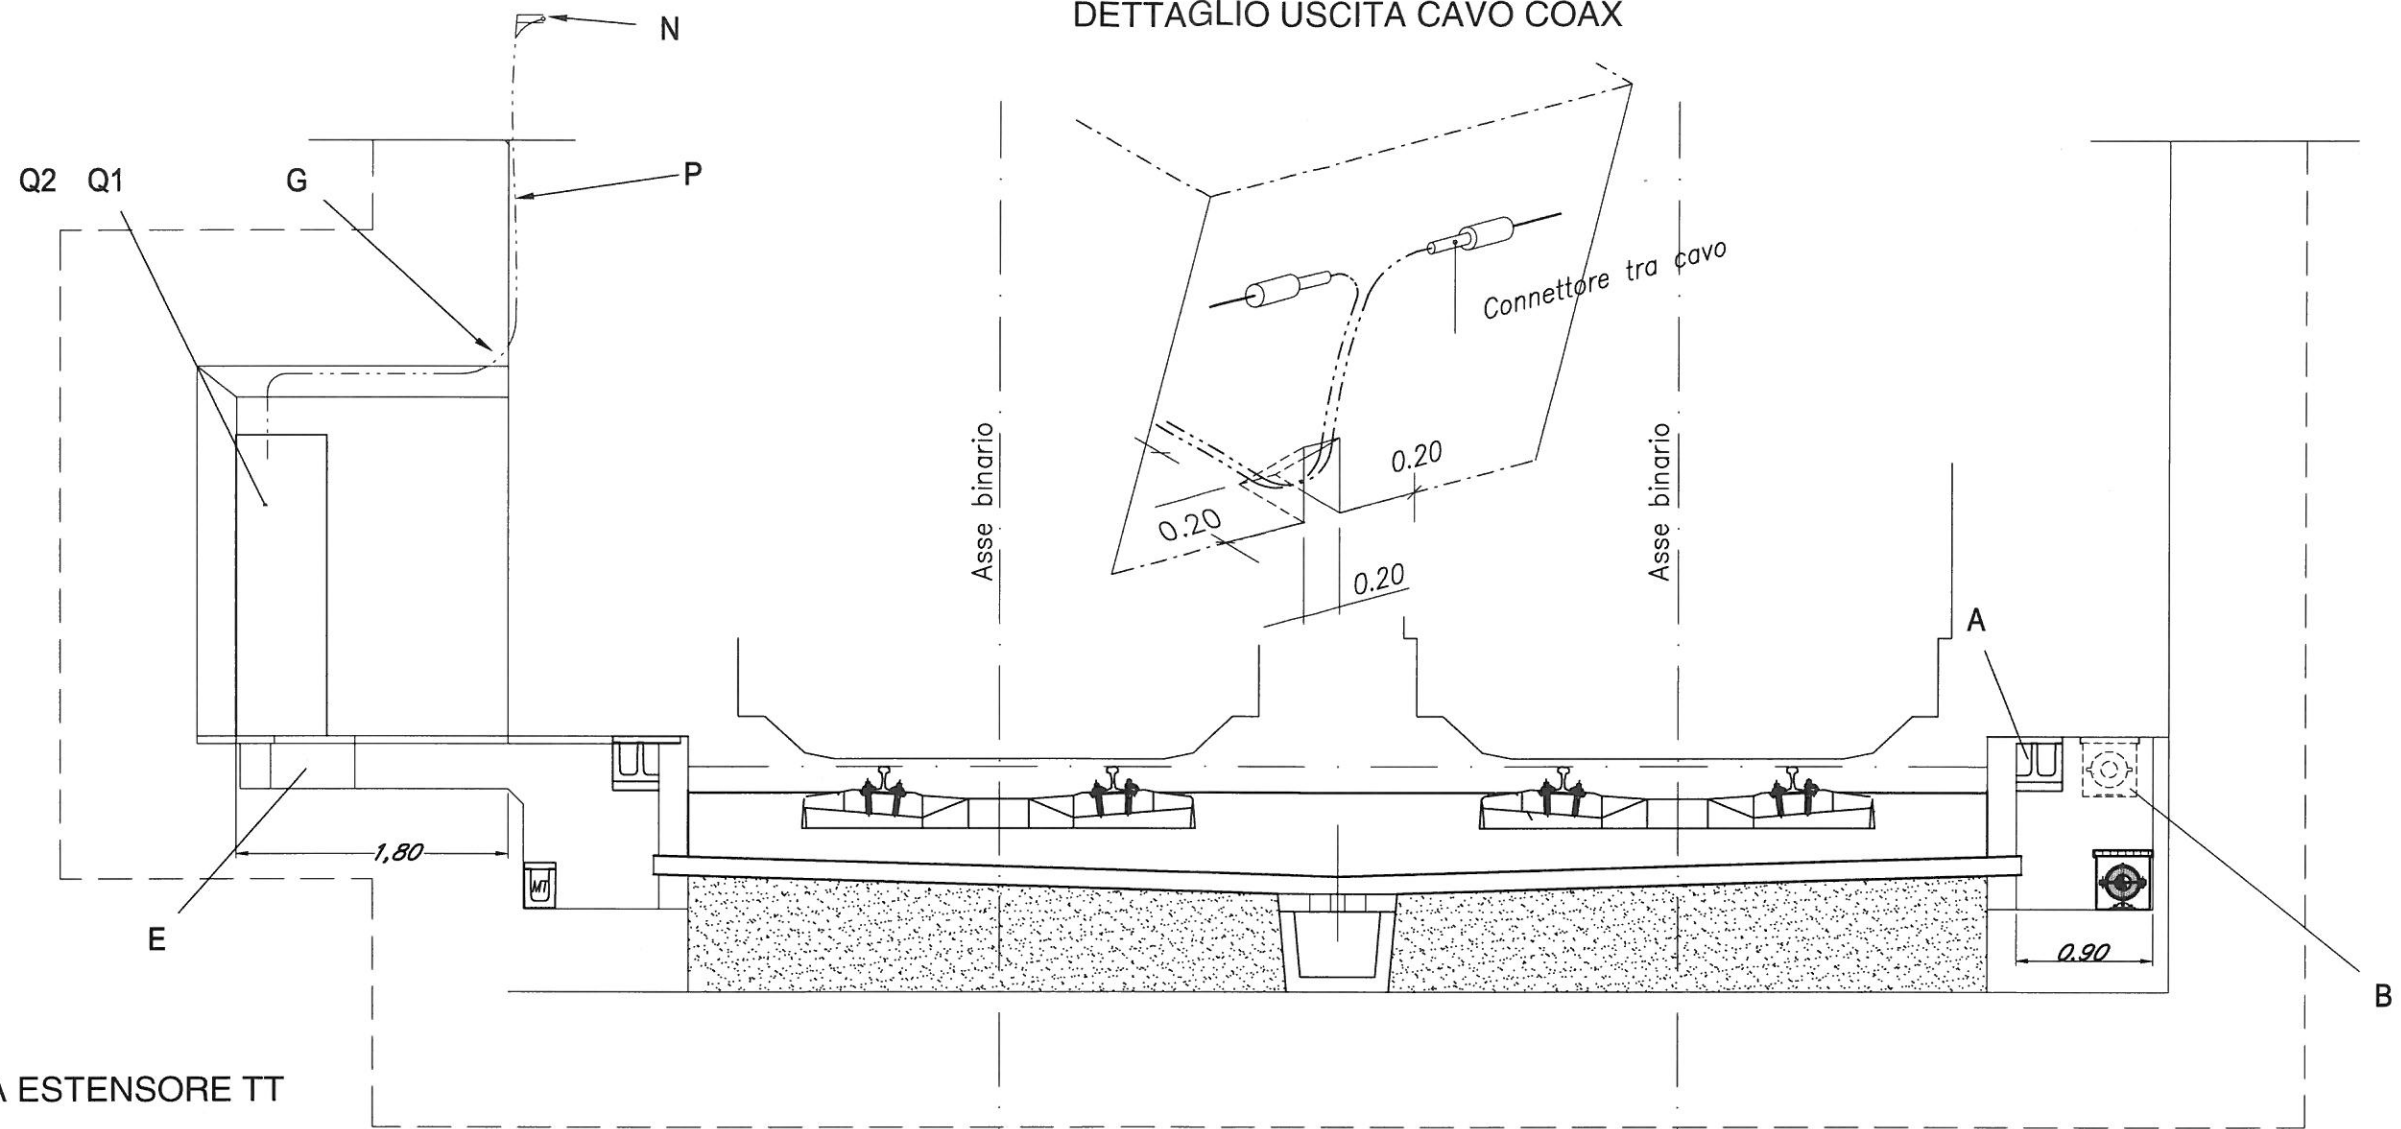 DETTAGLIO USCITA CAVO COAX
N
P
Q2 Q1
G
Connettore tra cavo
Asse binario
Asse binario
0.20
0.20
0.20
A
1,80
MT
E
0.90
B
A ESTENSORE TT